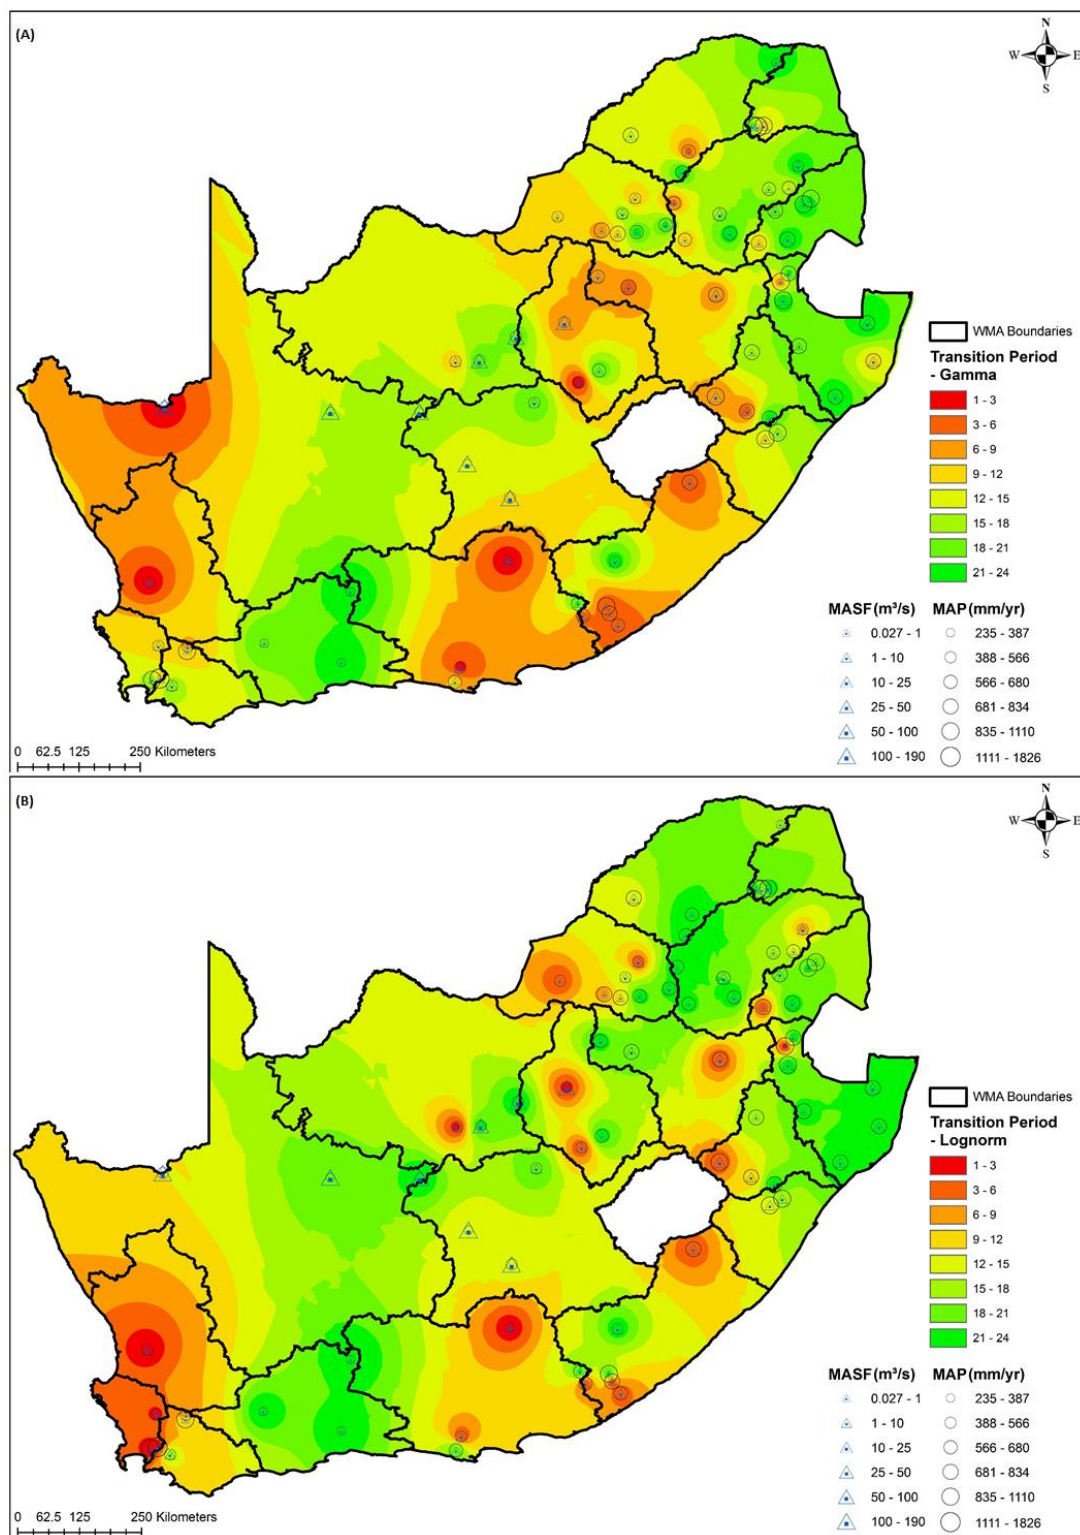 (A)
N
W E
S
WMA Boundaries
Transition Period
- Gamma
1 - 3
3 - 6
6 - 9
9 - 12
12 - 15
15 - 18
18 - 21
21 - 24
MASF (m³/s) MAP (mm/yr)
0.027 - 1 235 - 387
1 - 10 388 - 566
10 - 25 566 - 680
25 - 50 681 - 834
50 - 100 835 - 1110
100 - 190 1111 - 1826
0 62.5 125 250 Kilometers
(B)
N
W E
S
WMA Boundaries
Transition Period
- Lognorm
1 - 3
3 - 6
6 - 9
9 - 12
12 - 15
15 - 18
18 - 21
21 - 24
MASF (m³/s) MAP (mm/yr)
0.027 - 1 235 - 387
1 - 10 388 - 566
10 - 25 566 - 680
25 - 50 681 - 834
50 - 100 835 - 1110
100 - 190 1111 - 1826
0 62.5 125 250 Kilometers